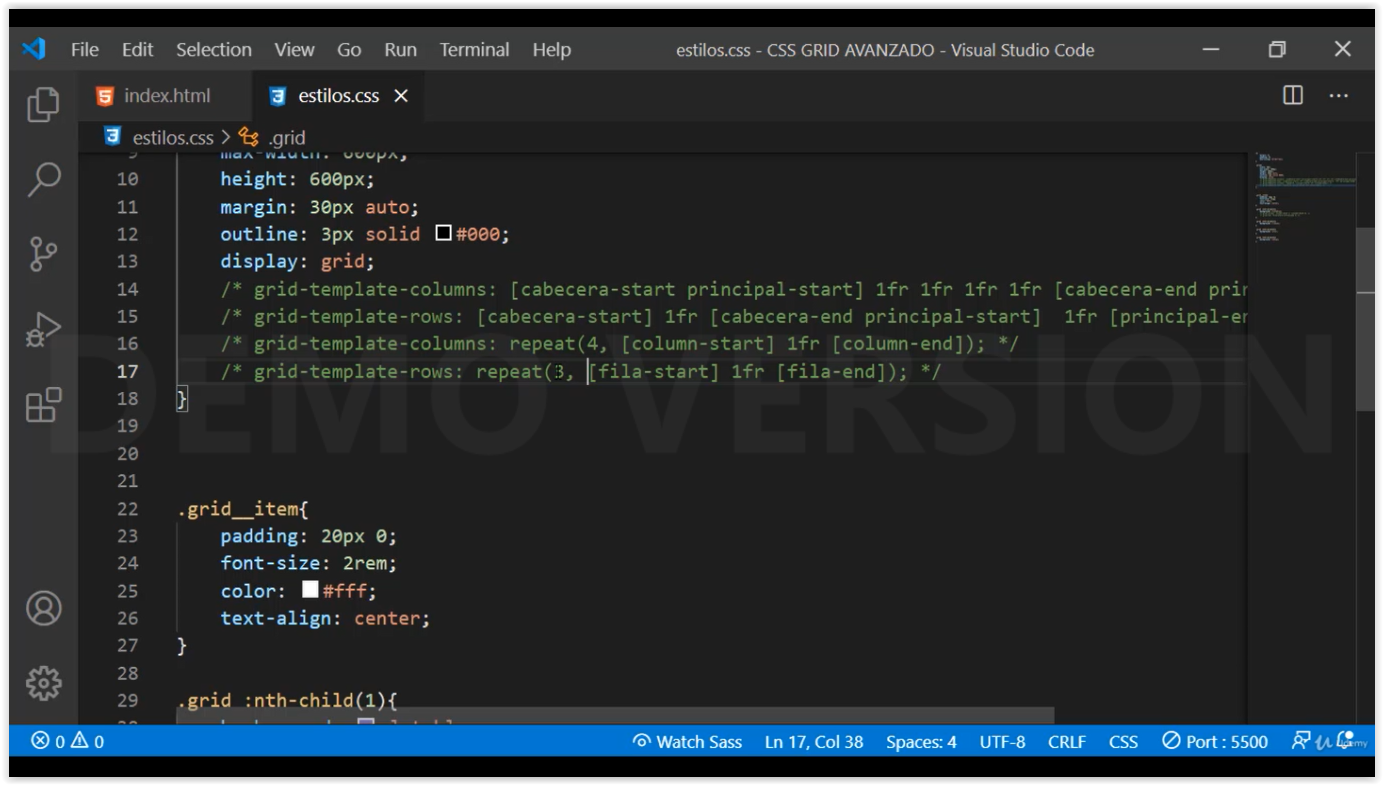 File Edit Selection View Go Run Terminal Help estilos.css - CSS GRID AVANZADO - Visual Studio Code
index.html estilos.css
estilos.css > .grid
9 max-width: 600px;
10 height: 600px;
11 margin: 30px auto;
12 outline: 3px solid #000;
13 display: grid;
14 /* grid-template-columns: [cabecera-start principal-start] 1fr 1fr 1fr 1fr [cabecera-end prin
15 /* grid-template-rows: [cabecera-start] 1fr [cabecera-end principal-start]  1fr [principal-en
16 /* grid-template-columns: repeat(4, [column-start] 1fr [column-end]); */
17 /* grid-template-rows: repeat(3, [fila-start] 1fr [fila-end]); */
18 }
19
20
21
22 .grid__item{
23 padding: 20px 0;
24 font-size: 2rem;
25 color: #fff;
26 text-align: center;
27 }
28
29 .grid :nth-child(1){
DEMO VERSION
0 0 Watch Sass Ln 17, Col 38 Spaces: 4 UTF-8 CRLF CSS Port : 5500